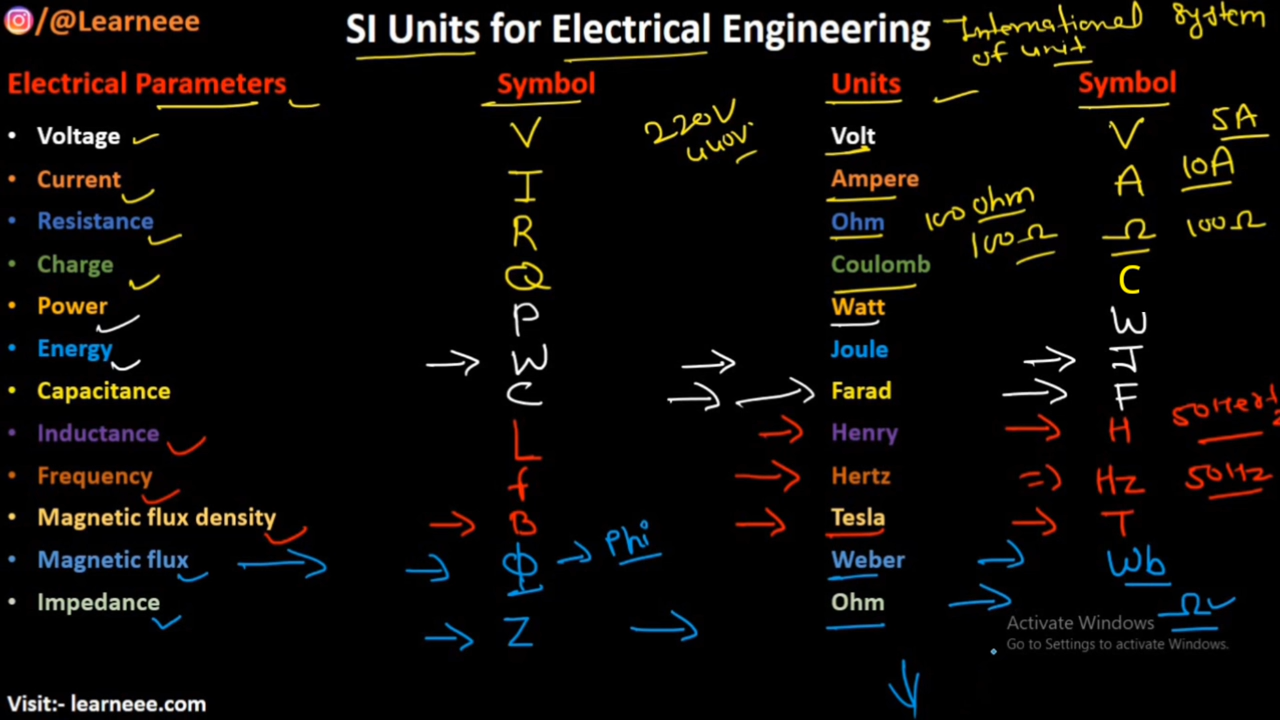 /@Learneee
SI Units for Electrical Engineering
International System
of unit
Electrical Parameters Symbol Units Symbol
• Voltage V 220V Volt V 5A
440V.
• Current I Ampere A 10A
• Resistance R Ohm 100 Ohm Ω 100Ω
100Ω
• Charge Q Coulomb C
• Power P Watt W
• Energy → W → Joule → J
• Capacitance C → → Farad → F
• Inductance L → Henry → H 50Hertz
• Frequency f → Hertz => Hz 50Hz
• Magnetic flux density → B → Tesla → T
• Magnetic flux → → Φ → Phi Weber → Wb
• Impedance → Z → Ohm → Ω
Activate Windows
Go to Settings to activate Windows.
Visit:- learneee.com